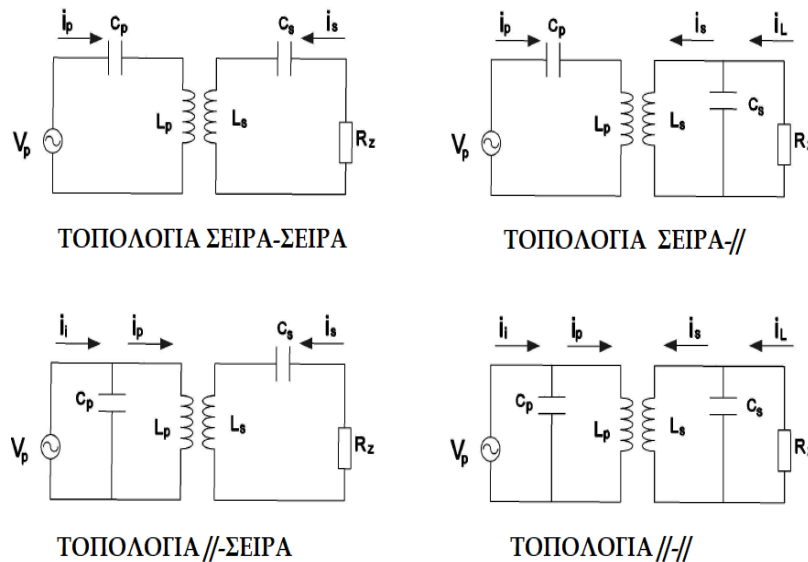 ip Cp Cs is
Vp Lp Ls Rz
ΤΟΠΟΛΟΓΙΑ ΣΕΙΡΑ-ΣΕΙΡΑ
ip Cp is iL
Vp Lp Ls Cs R
ΤΟΠΟΛΟΓΙΑ ΣΕΙΡΑ-//
ii ip Cs is
Cp
Vp Lp Ls Rz
ΤΟΠΟΛΟΓΙΑ //-ΣΕΙΡΑ
ii ip is iL
Cp Cs
Vp Lp Ls R
ΤΟΠΟΛΟΓΙΑ //-//